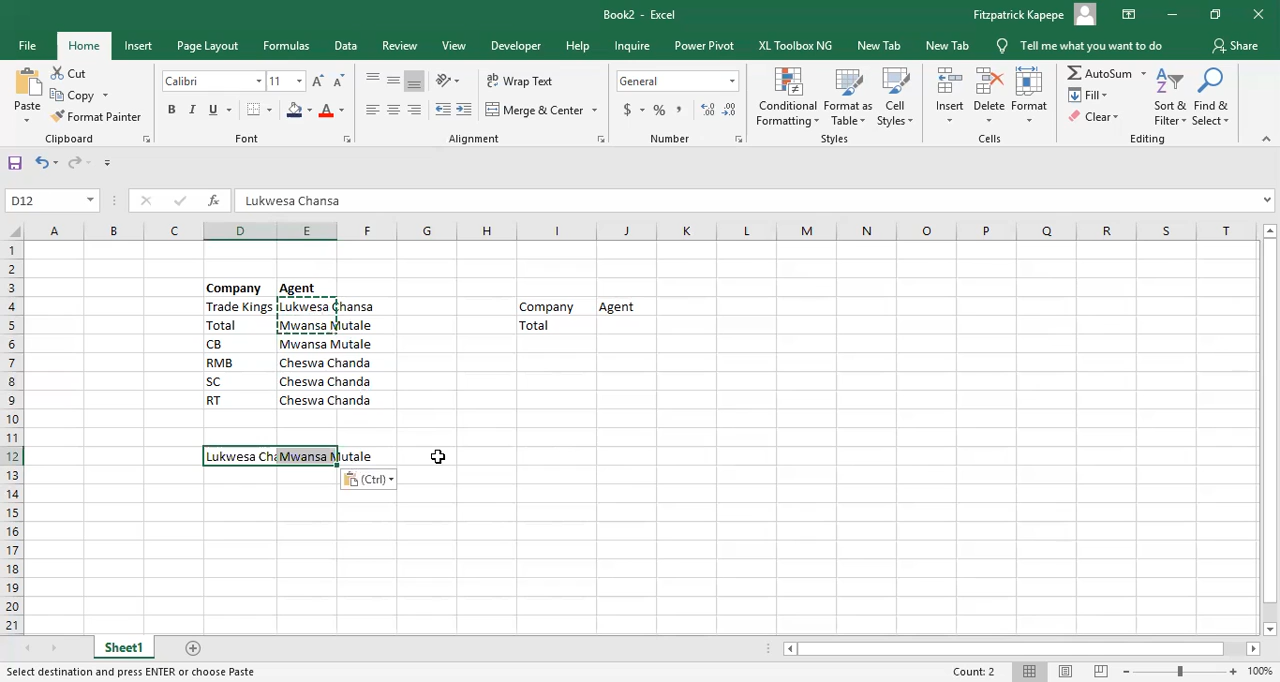 Book2 - Excel
Fitzpatrick Kapepe
File Home Insert Page Layout Formulas Data Review View Developer Help Inquire Power Pivot XL Toolbox NG New Tab New Tab Tell me what you want to do Share
Paste
Cut
Copy
Format Painter
Clipboard
Calibri 11
B I U
Font
Wrap Text
Merge & Center
Alignment
General
$ % ,
Number
Conditional Formatting
Format as Table
Cell Styles
Styles
Insert Delete Format
Cells
AutoSum
Fill
Clear
Sort & Filter
Find & Select
Editing
D12 fx Lukwesa Chansa
A B C D E F G H I J K L M N O P Q R S T
1
2
3 Company Agent
4 Trade Kings Lukwesa Chansa Company Agent
5 Total Mwansa Mutale Total
6 CB Mwansa Mutale
7 RMB Cheswa Chanda
8 SC Cheswa Chanda
9 RT Cheswa Chanda
10
11
12 Lukwesa Cha Mwansa Mutale
13 (Ctrl)
14
15
16
17
18
19
20
21
Sheet1
Select destination and press ENTER or choose Paste Count: 2 100%